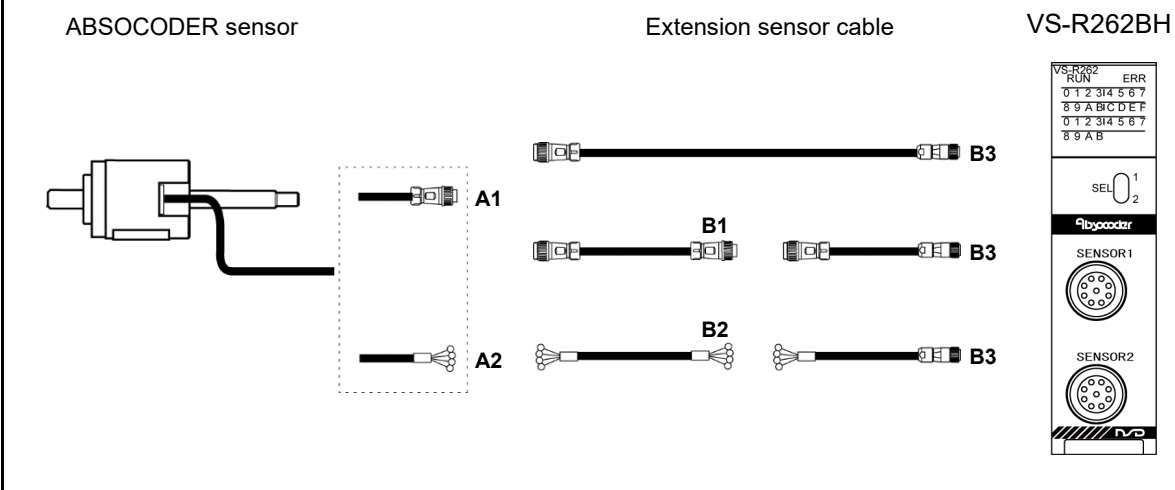 ABSOCODER sensor
Extension sensor cable
VS-R262BH
VS-R262
RUN ERR
0 1 2 3 4 5 6 7
8 9 A B C D E F
0 1 2 3 4 5 6 7
8 9 A B
B3
SEL 1
2
A1
Absocoder
B1
B3
SENSOR1
B2
A2
B3
SENSOR2
NSD